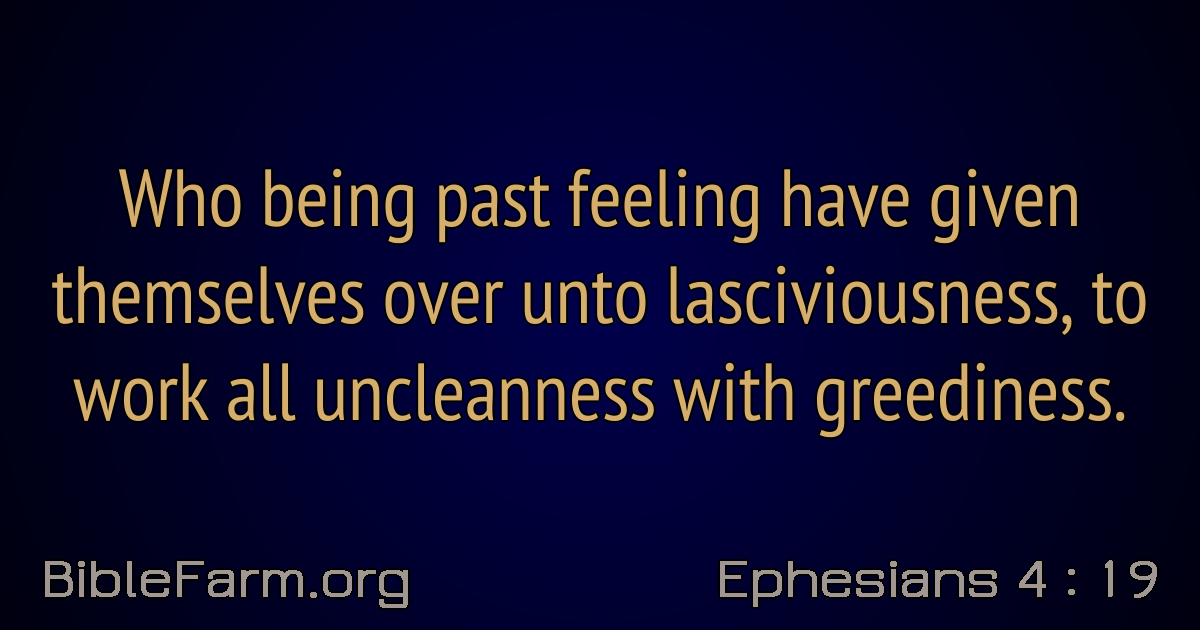 Who being past feeling have given
themselves over unto lasciviousness, to
work all uncleanness with greediness.
BibleFarm.org
Ephesians 4 : 19